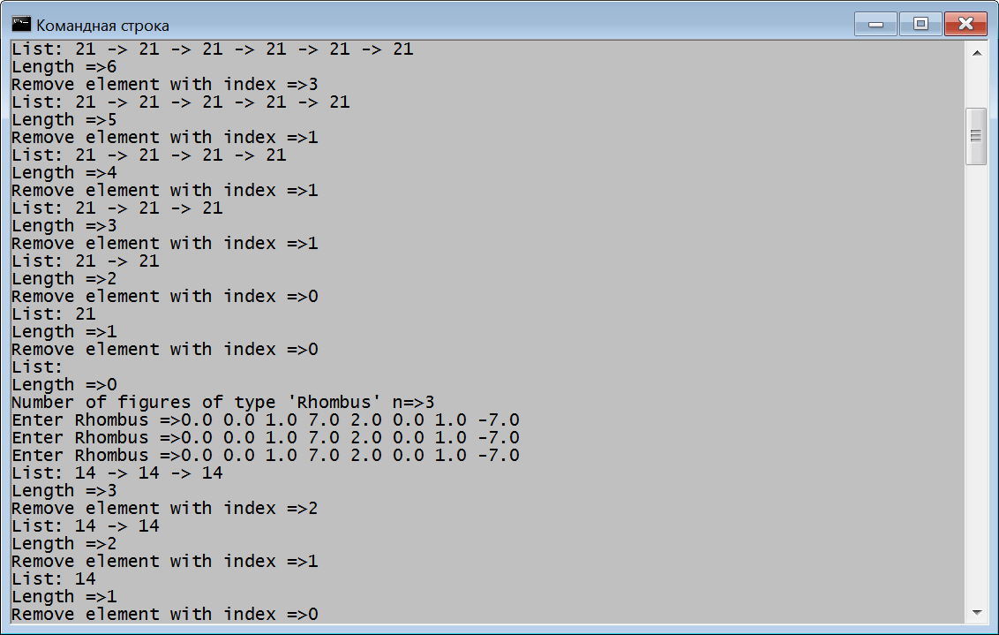 Командная строка
List: 21 -> 21 -> 21 -> 21 -> 21 -> 21
Length =>6
Remove element with index =>3
List: 21 -> 21 -> 21 -> 21 -> 21
Length =>5
Remove element with index =>1
List: 21 -> 21 -> 21 -> 21
Length =>4
Remove element with index =>1
List: 21 -> 21 -> 21
Length =>3
Remove element with index =>1
List: 21 -> 21
Length =>2
Remove element with index =>0
List: 21
Length =>1
Remove element with index =>0
List:
Length =>0
Number of figures of type 'Rhombus' n=>3
Enter Rhombus =>0.0 0.0 1.0 7.0 2.0 0.0 1.0 -7.0
Enter Rhombus =>0.0 0.0 1.0 7.0 2.0 0.0 1.0 -7.0
Enter Rhombus =>0.0 0.0 1.0 7.0 2.0 0.0 1.0 -7.0
List: 14 -> 14 -> 14
Length =>3
Remove element with index =>2
List: 14 -> 14
Length =>2
Remove element with index =>1
List: 14
Length =>1
Remove element with index =>0